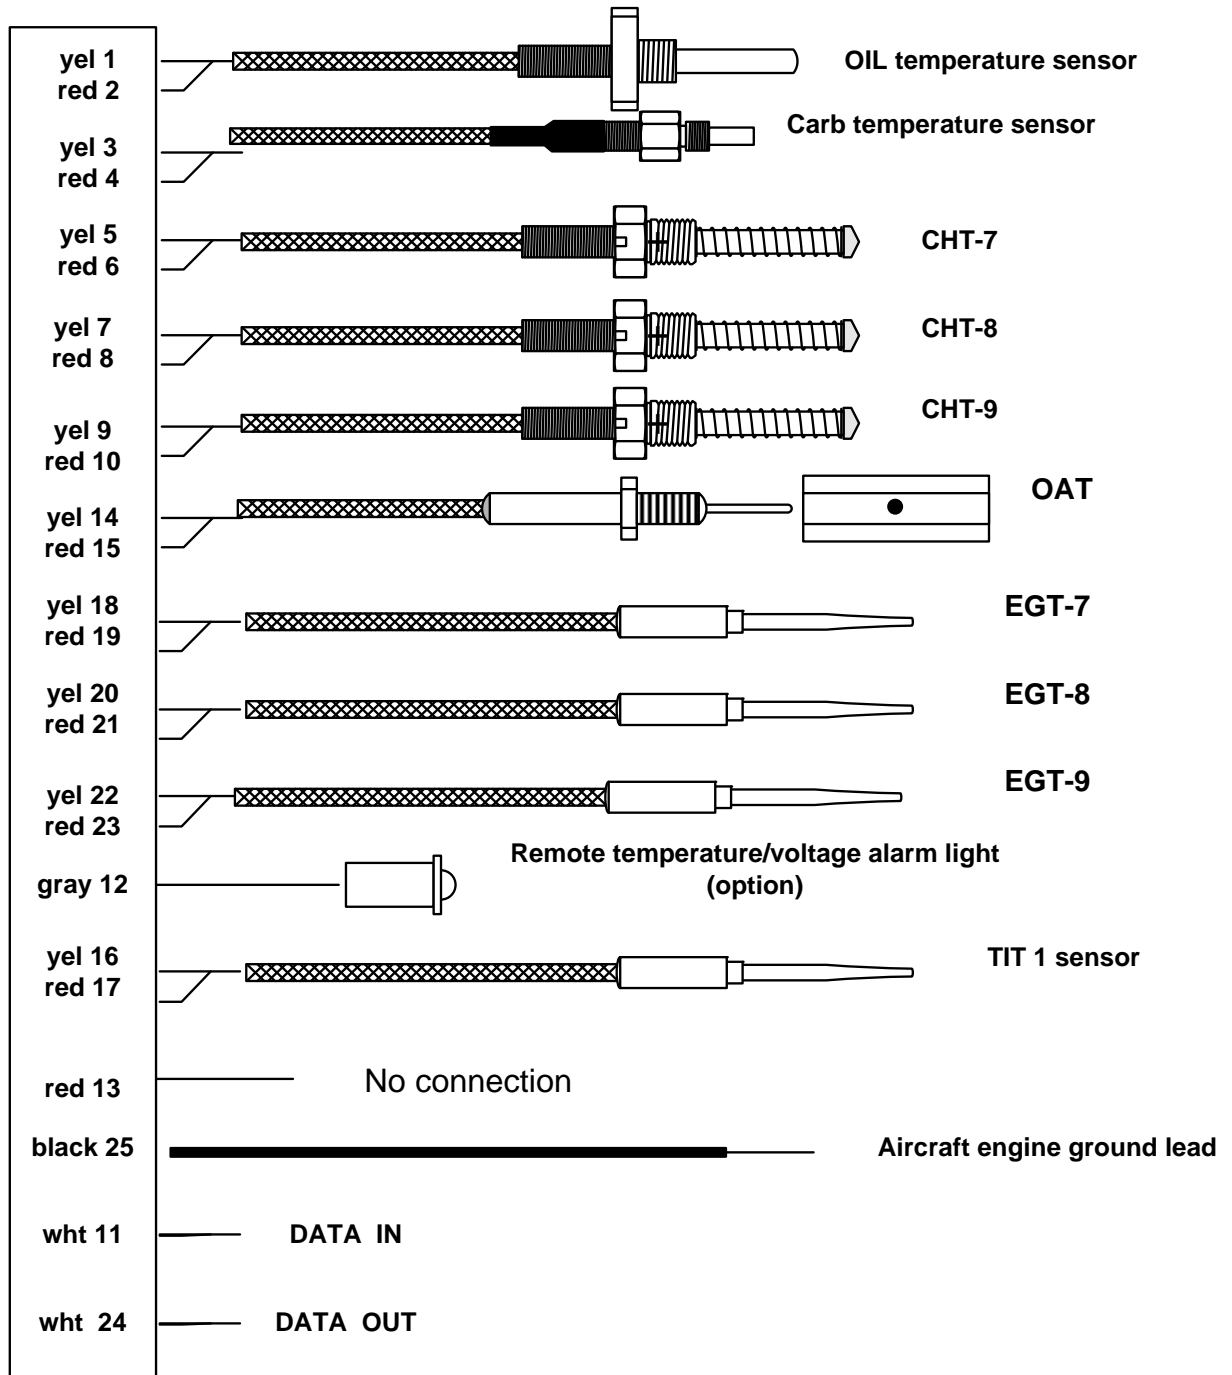 yel 1
red 2
OIL temperature sensor
yel 3
red 4
Carb temperature sensor
yel 5
red 6
CHT-7
yel 7
red 8
CHT-8
yel 9
red 10
CHT-9
yel 14
red 15
OAT
yel 18
red 19
EGT-7
yel 20
red 21
EGT-8
yel 22
red 23
EGT-9
gray 12
Remote temperature/voltage alarm light
(option)
yel 16
red 17
TIT 1 sensor
red 13
No connection
black 25
Aircraft engine ground lead
wht 11
DATA IN
wht 24
DATA OUT